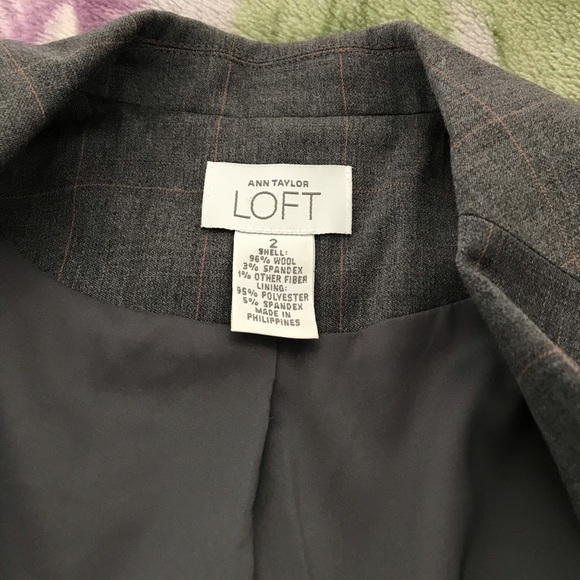 ANN TAYLOR
LOFT
2
SHELL:
96% WOOL
3% SPANDEX
1% OTHER FIBER
LINING:
95% POLYESTER
5% SPANDEX
MADE IN
PHILIPPINES